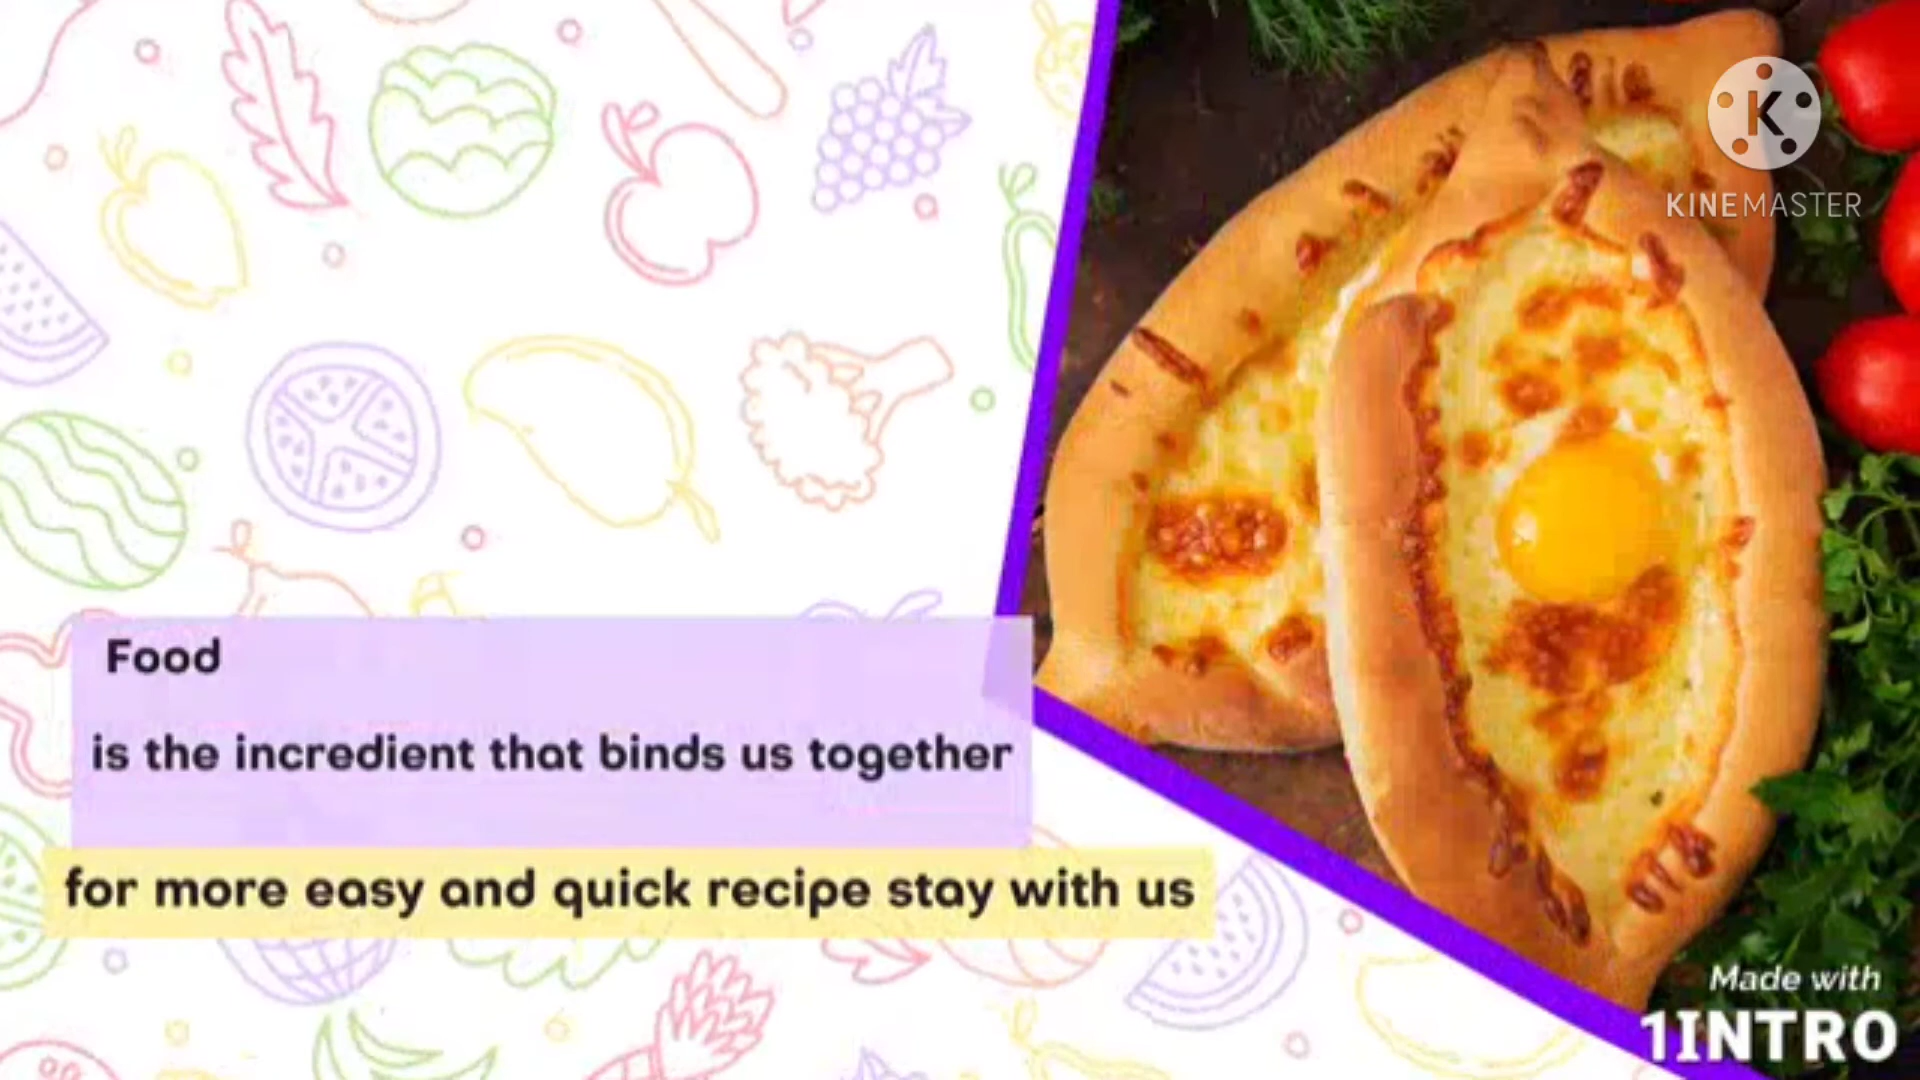 K
KINEMASTER
Food
is the incredient that binds us together
for more easy and quick recipe stay with us
Made with
1INTRO